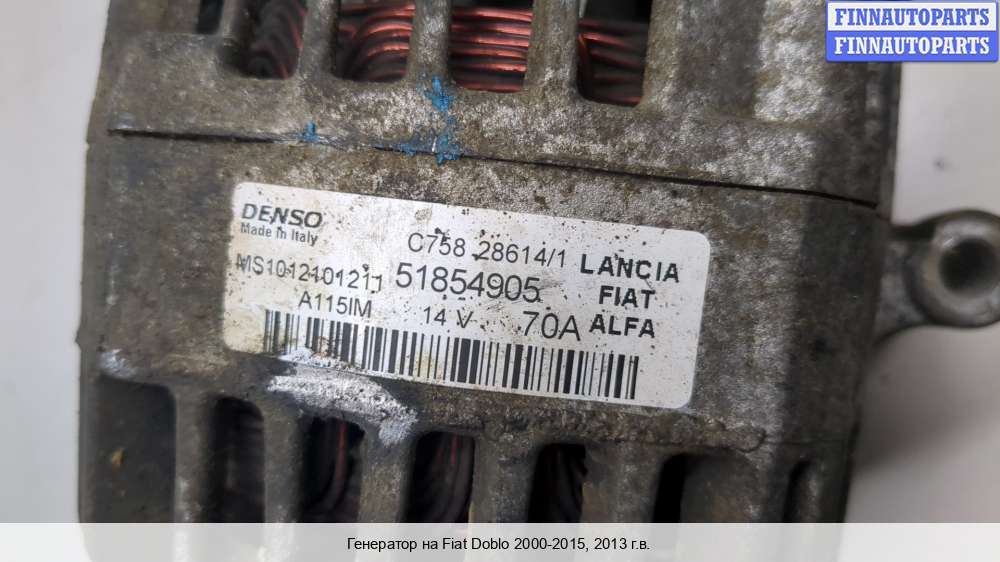 FINNAUTOPARTS
FINNAUTOPARTS
DENSO
Made in Italy
C758 28614/1
LANCIA
MS1012101211
51854905
FIAT
A115IM
14 V
70A
ALFA
Генератор на Fiat Doblo 2000-2015, 2013 г.в.